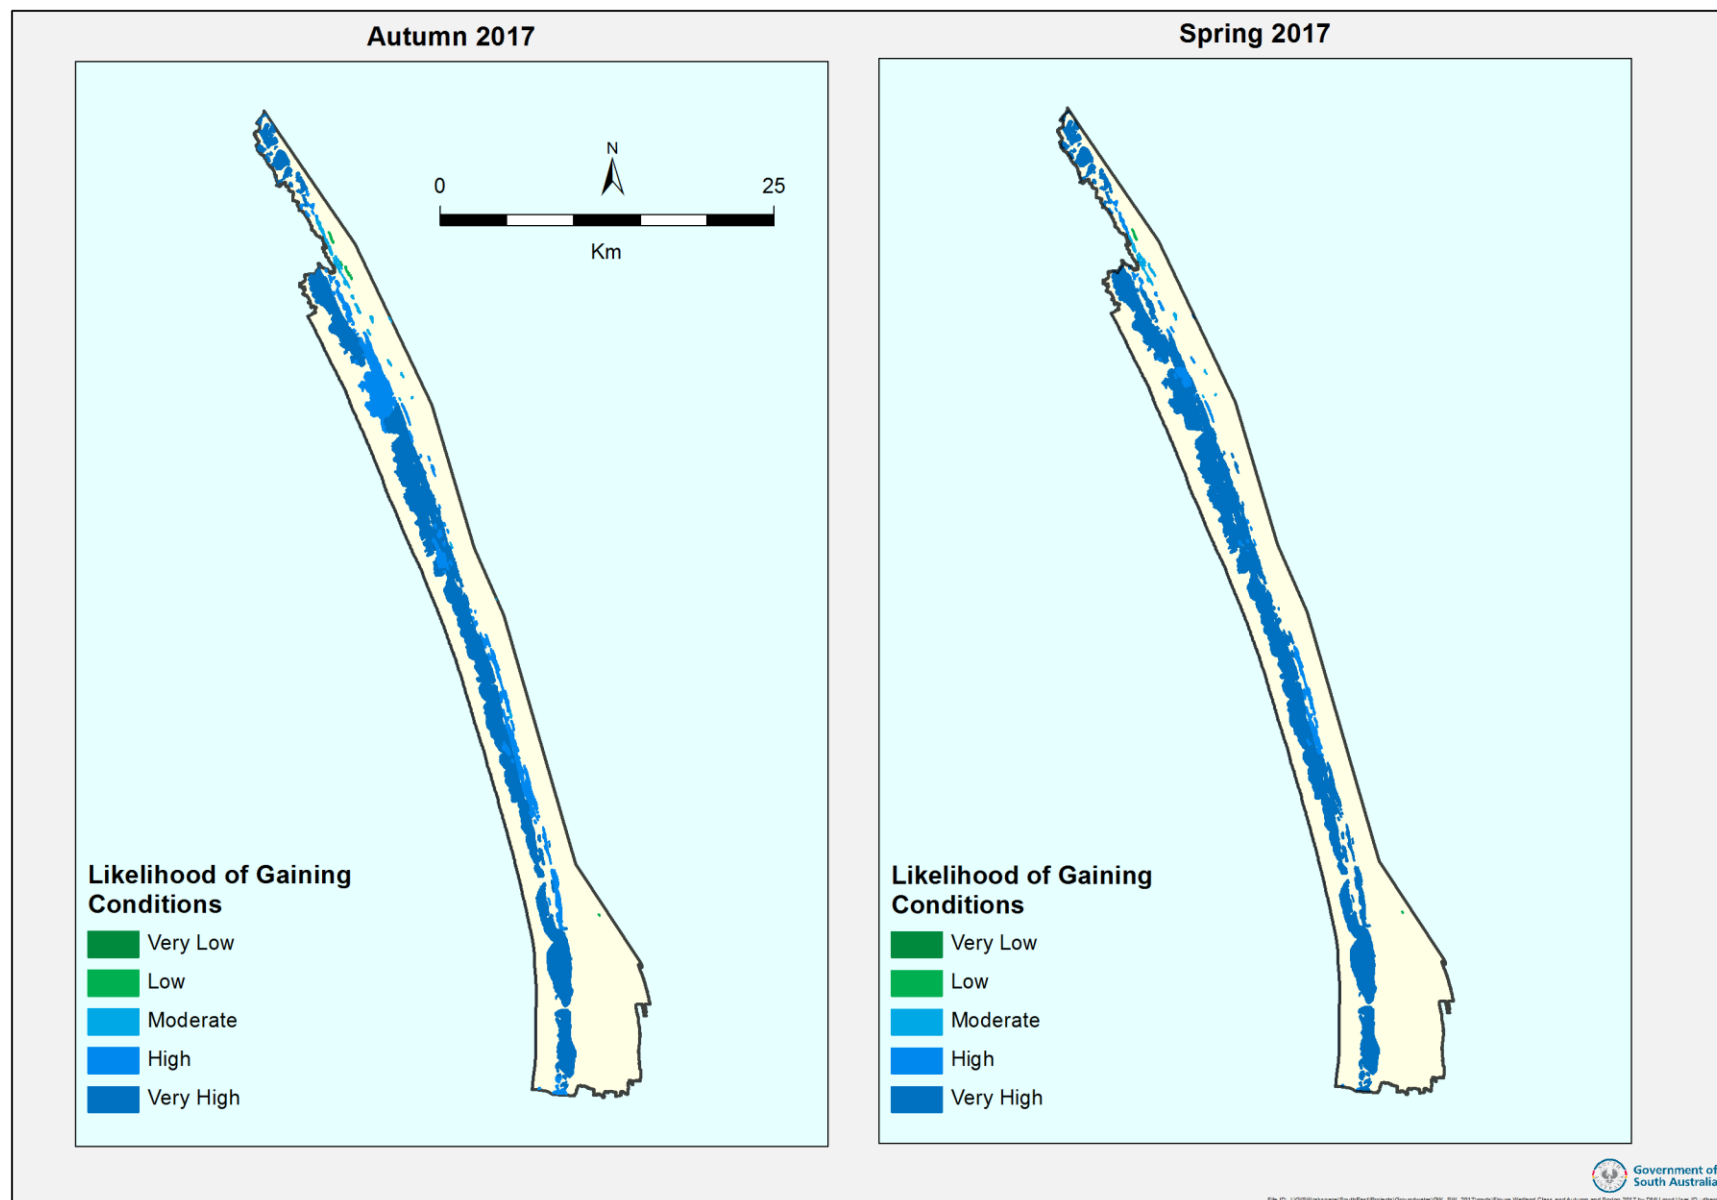 Autumn 2017
Spring 2017
N
0
25
Km
Likelihood of Gaining
Conditions
Very Low
Low
Moderate
High
Very High
Likelihood of Gaining
Conditions
Very Low
Low
Moderate
High
Very High
Government of
South Australia